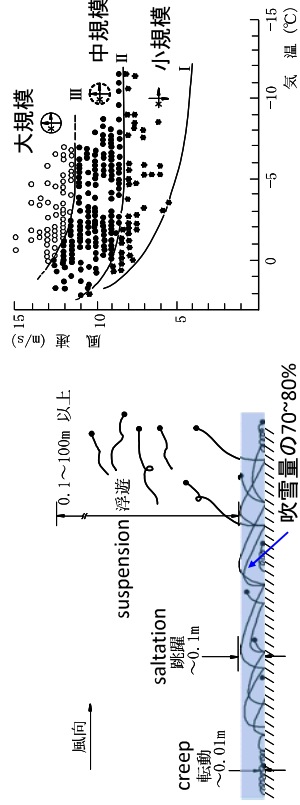 風向
creep
転動
～0.01m
saltation
跳躍
～0.1m
suspension
浮遊
0.1～100m 以上
吹雪量の70~80%
風速 (m/s)
15
10
5
大規模
中規模
小規模
III
II
I
0
−5
−10
−15
気温 (℃)